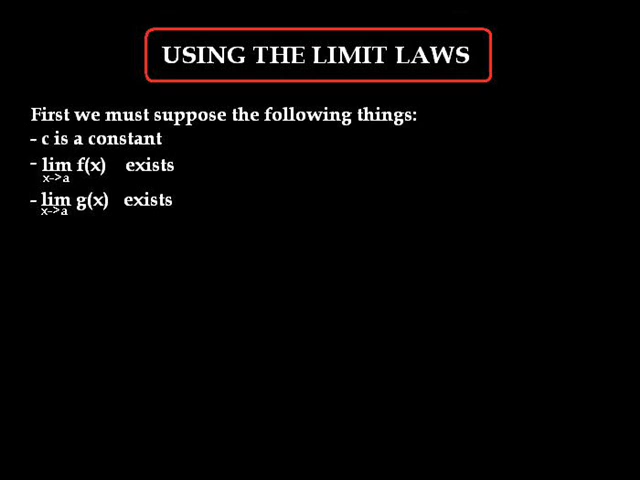 USING THE LIMIT LAWS
First we must suppose the following things:
- c is a constant
- lim f(x) exists
x->a
- lim g(x) exists
x->a